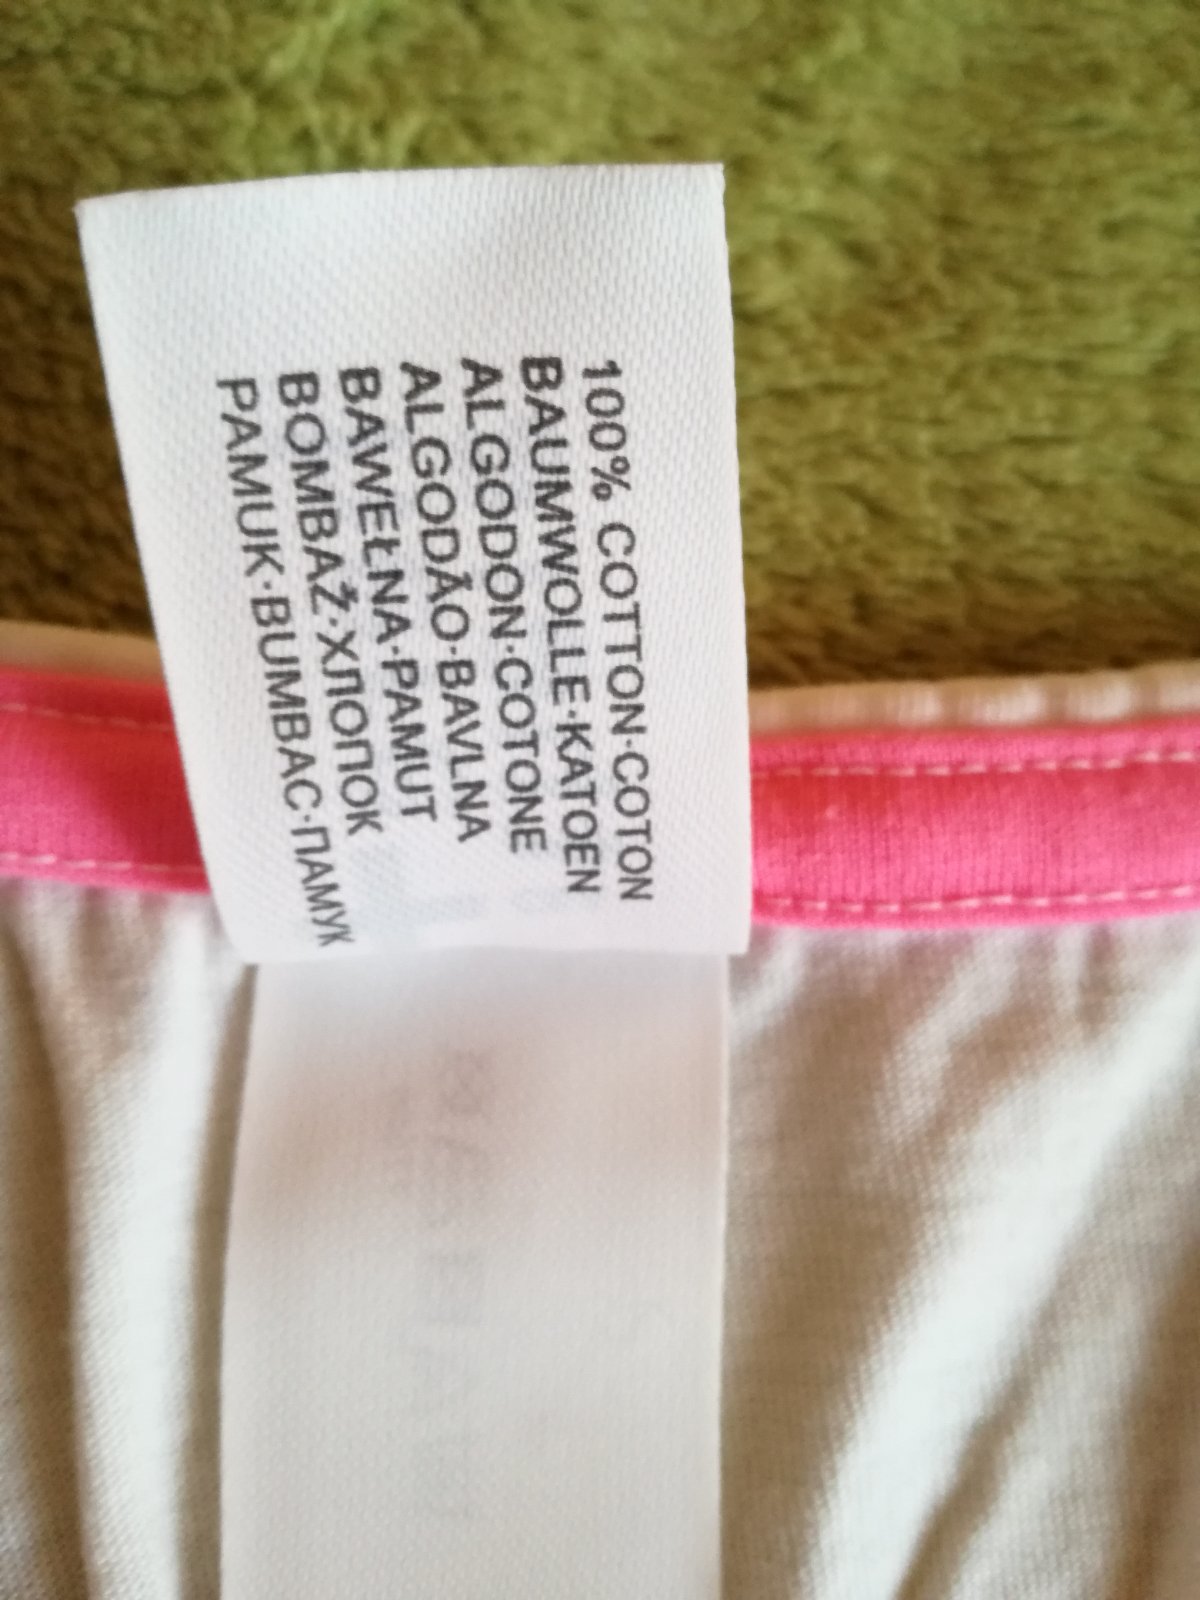 100% COTTON·COTON
BAUMWOLLE·KATOEN
ALGODON·COTONE
ALGODÃO·BAVLNA
BAWEŁNA·PAMUT
BOMBAŽ·ХЛОПОК
PAMUK·BUMBAC·ПАМУК